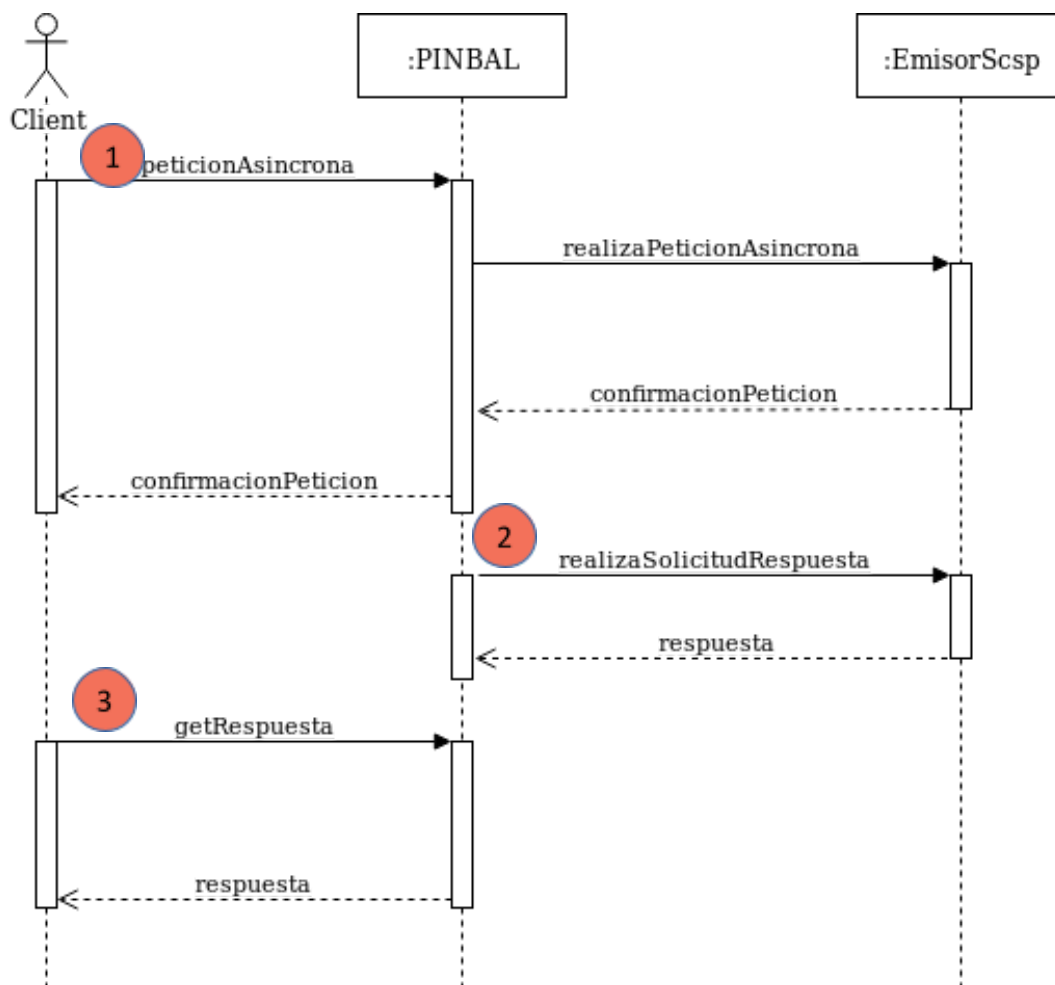 :PINBAL
:EmisorScsp
Client
1
peticionAsincrona
realizaPeticionAsincrona
confirmacionPeticion
confirmacionPeticion
2
realizaSolicitudRespuesta
respuesta
3
getRespuesta
respuesta